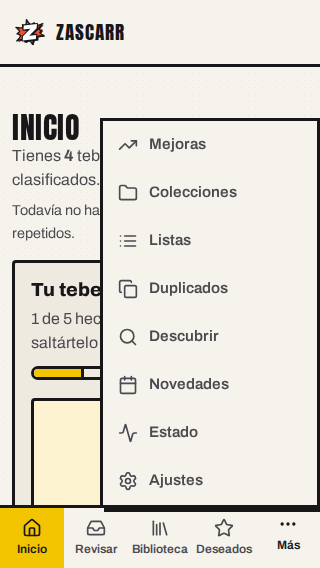 ZASCARR
INICIO
Tienes 4 teb
clasificados.
Todavía no ha
repetidos.
Tu tebe
1 de 5 hec
saltártelo
Mejoras
Colecciones
Listas
Duplicados
Descubrir
Novedades
Estado
Ajustes
Inicio
Revisar
Biblioteca
Deseados
Más